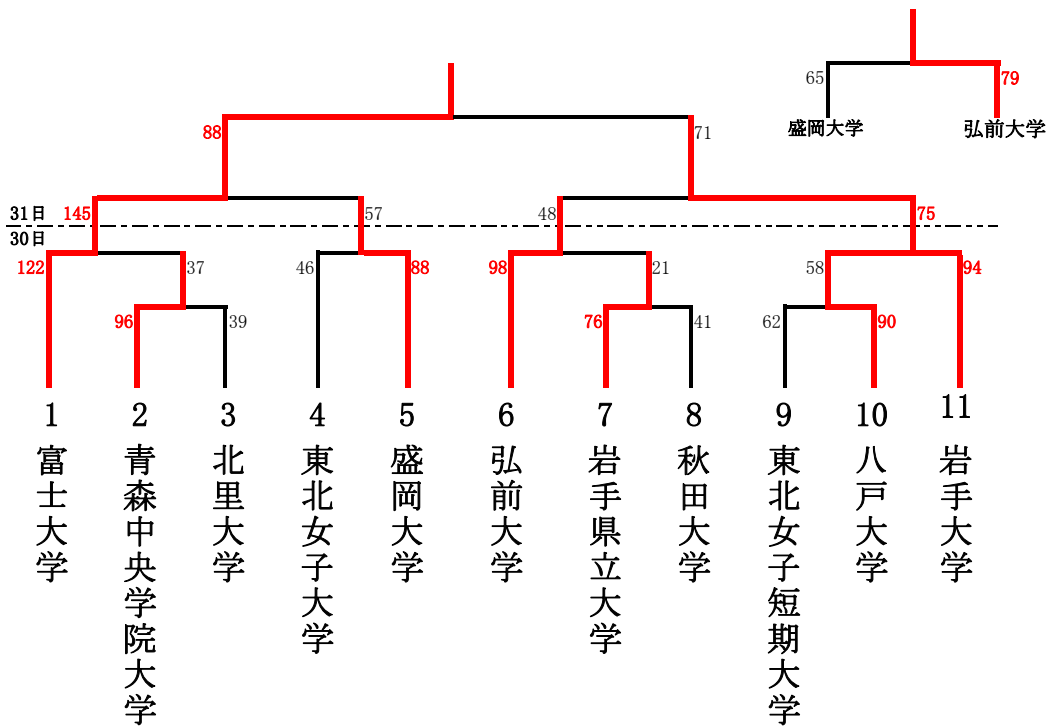 65
79
盛岡大学
弘前大学
88
71
31日
145
57
48
75
30日
122
37
46
88
98
21
58
94
96
39
76
41
62
90
1
2
3
4
5
6
7
8
9
10
11
富士大学
青森中央学院大学
北里大学
東北女子大学
盛岡大学
弘前大学
岩手県立大学
秋田大学
東北女子短期大学
八戸大学
岩手大学